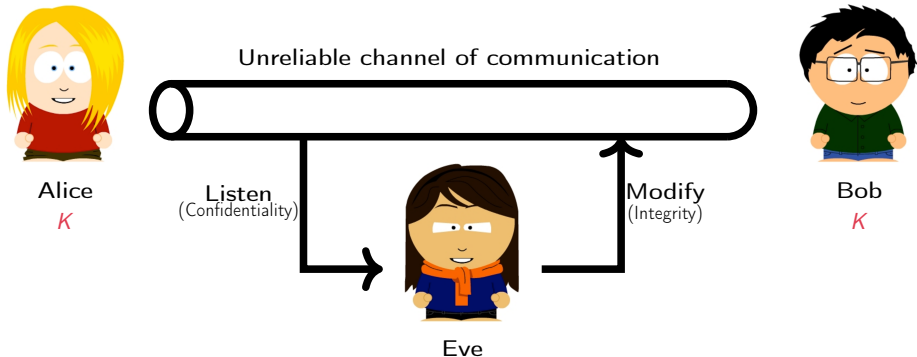 Unreliable channel of communication
Alice
K
Listen
(Confidentiality)
Modify
(Integrity)
Bob
K
Eve